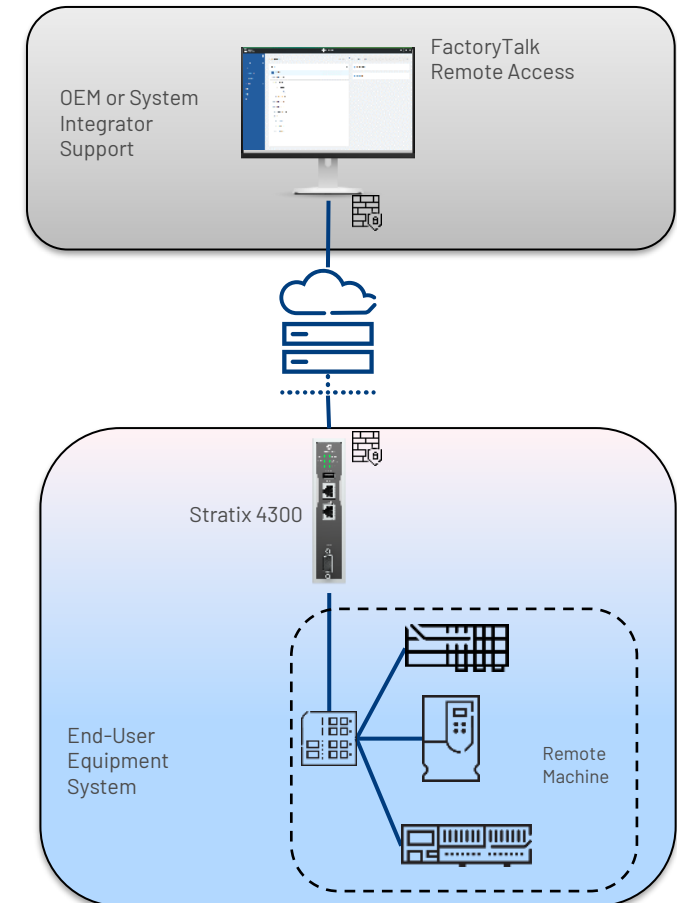 FactoryTalk
Remote Access
OEM or System
Integrator
Support
Stratix 4300
End-User
Equipment
System
Remote
Machine